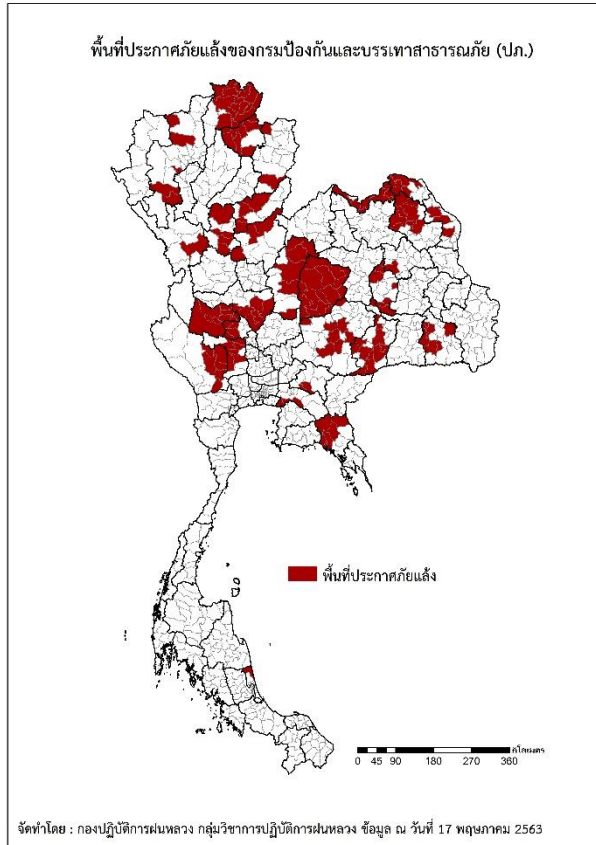 พื้นที่ประกาศภัยแล้งของกรมป้องกันและบรรเทาสาธารณภัย (ปภ.)
พื้นที่ประกาศภัยแล้ง
กิโลเมตร
0 45 90 180 270 360
จัดทำโดย : กองปฏิบัติการฝนหลวง กลุ่มวิชาการปฏิบัติการฝนหลวง ข้อมูล ณ วันที่ 17 พฤษภาคม 2563